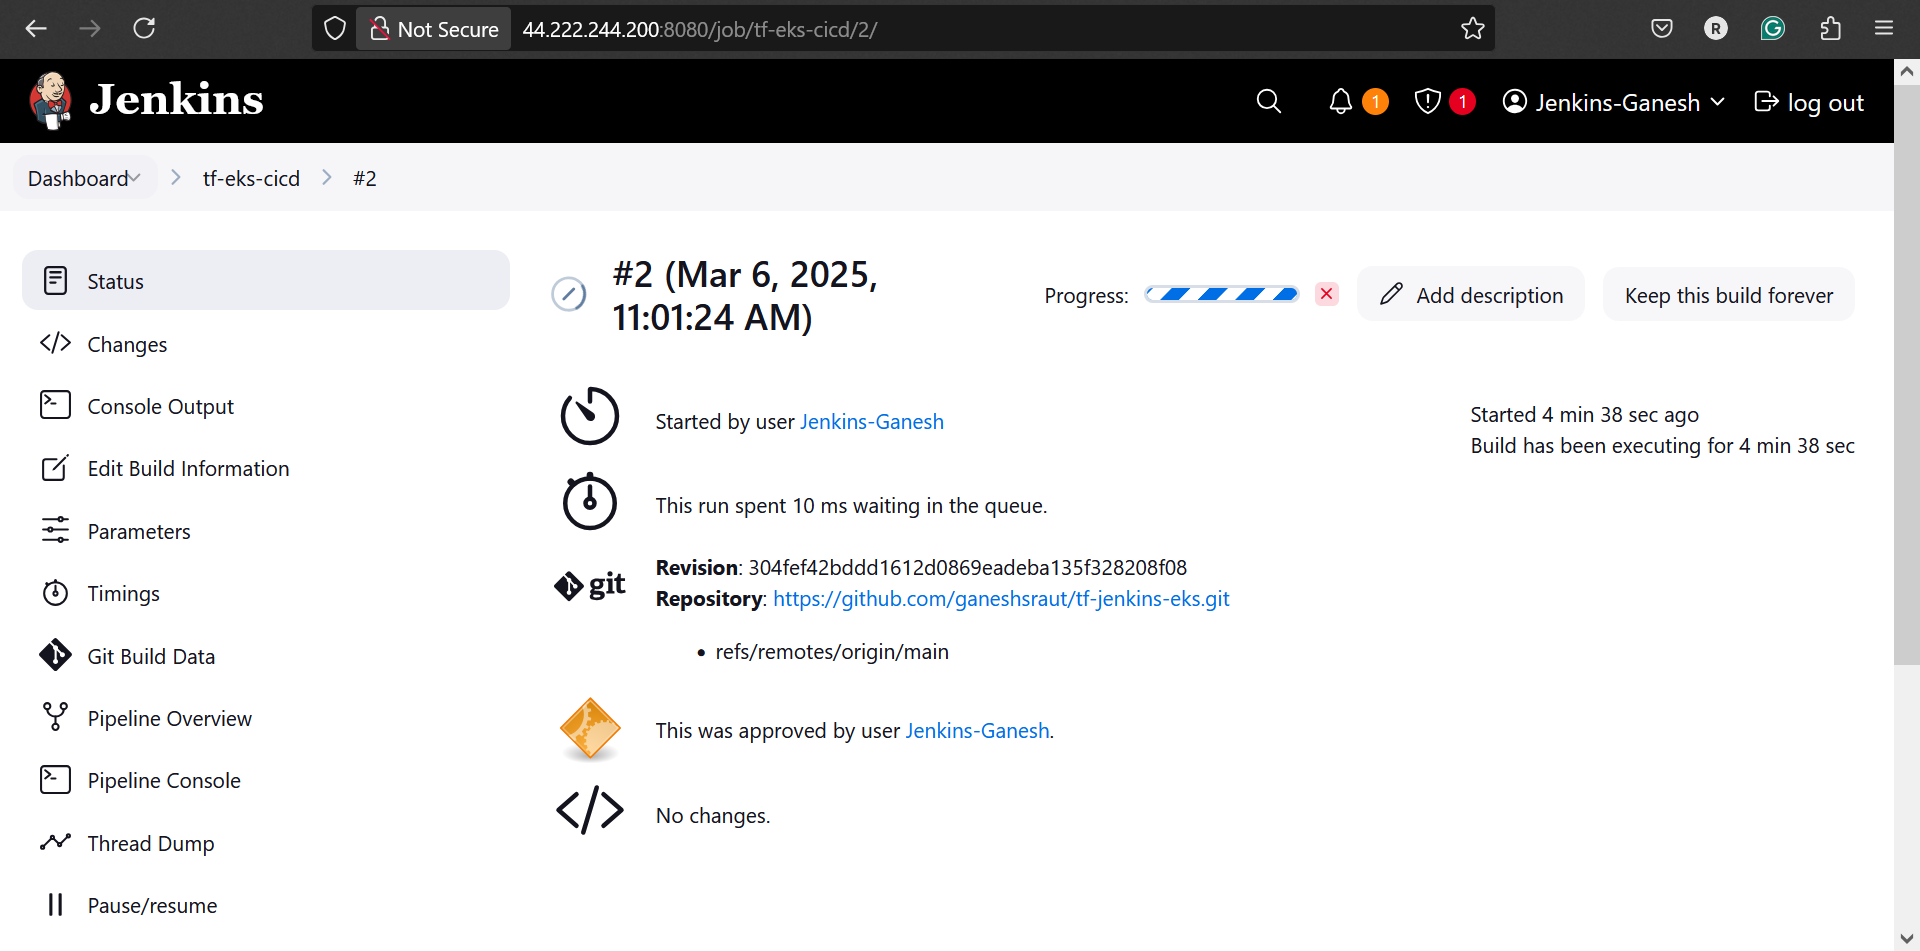 Not Secure 44.222.244.200:8080/job/tf-eks-cicd/2/
R
G
Jenkins
1
1
Jenkins-Ganesh
log out
Dashboard
tf-eks-cicd
#2
Status
Changes
Console Output
Edit Build Information
Parameters
Timings
Git Build Data
Pipeline Overview
Pipeline Console
Thread Dump
Pause/resume
#2 (Mar 6, 2025,
11:01:24 AM)
Progress:
Add description
Keep this build forever
Started by user Jenkins-Ganesh
Started 4 min 38 sec ago
Build has been executing for 4 min 38 sec
This run spent 10 ms waiting in the queue.
git
Revision: 304fef42bddd1612d0869eadeba135f328208f08
Repository: https://github.com/ganeshsraut/tf-jenkins-eks.git
• refs/remotes/origin/main
This was approved by user Jenkins-Ganesh.
No changes.